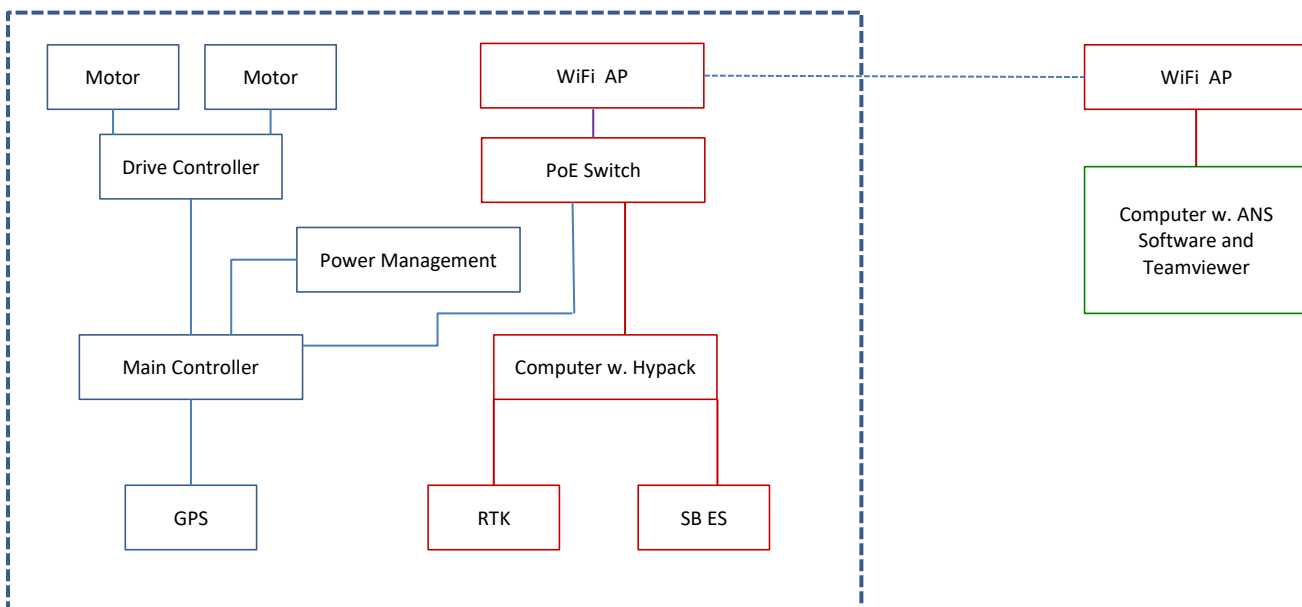 Motor
Motor
WiFi AP
WiFi AP
Drive Controller
PoE Switch
Computer w. ANS
Software and
Teamviewer
Power Management
Main Controller
Computer w. Hypack
GPS
RTK
SB ES